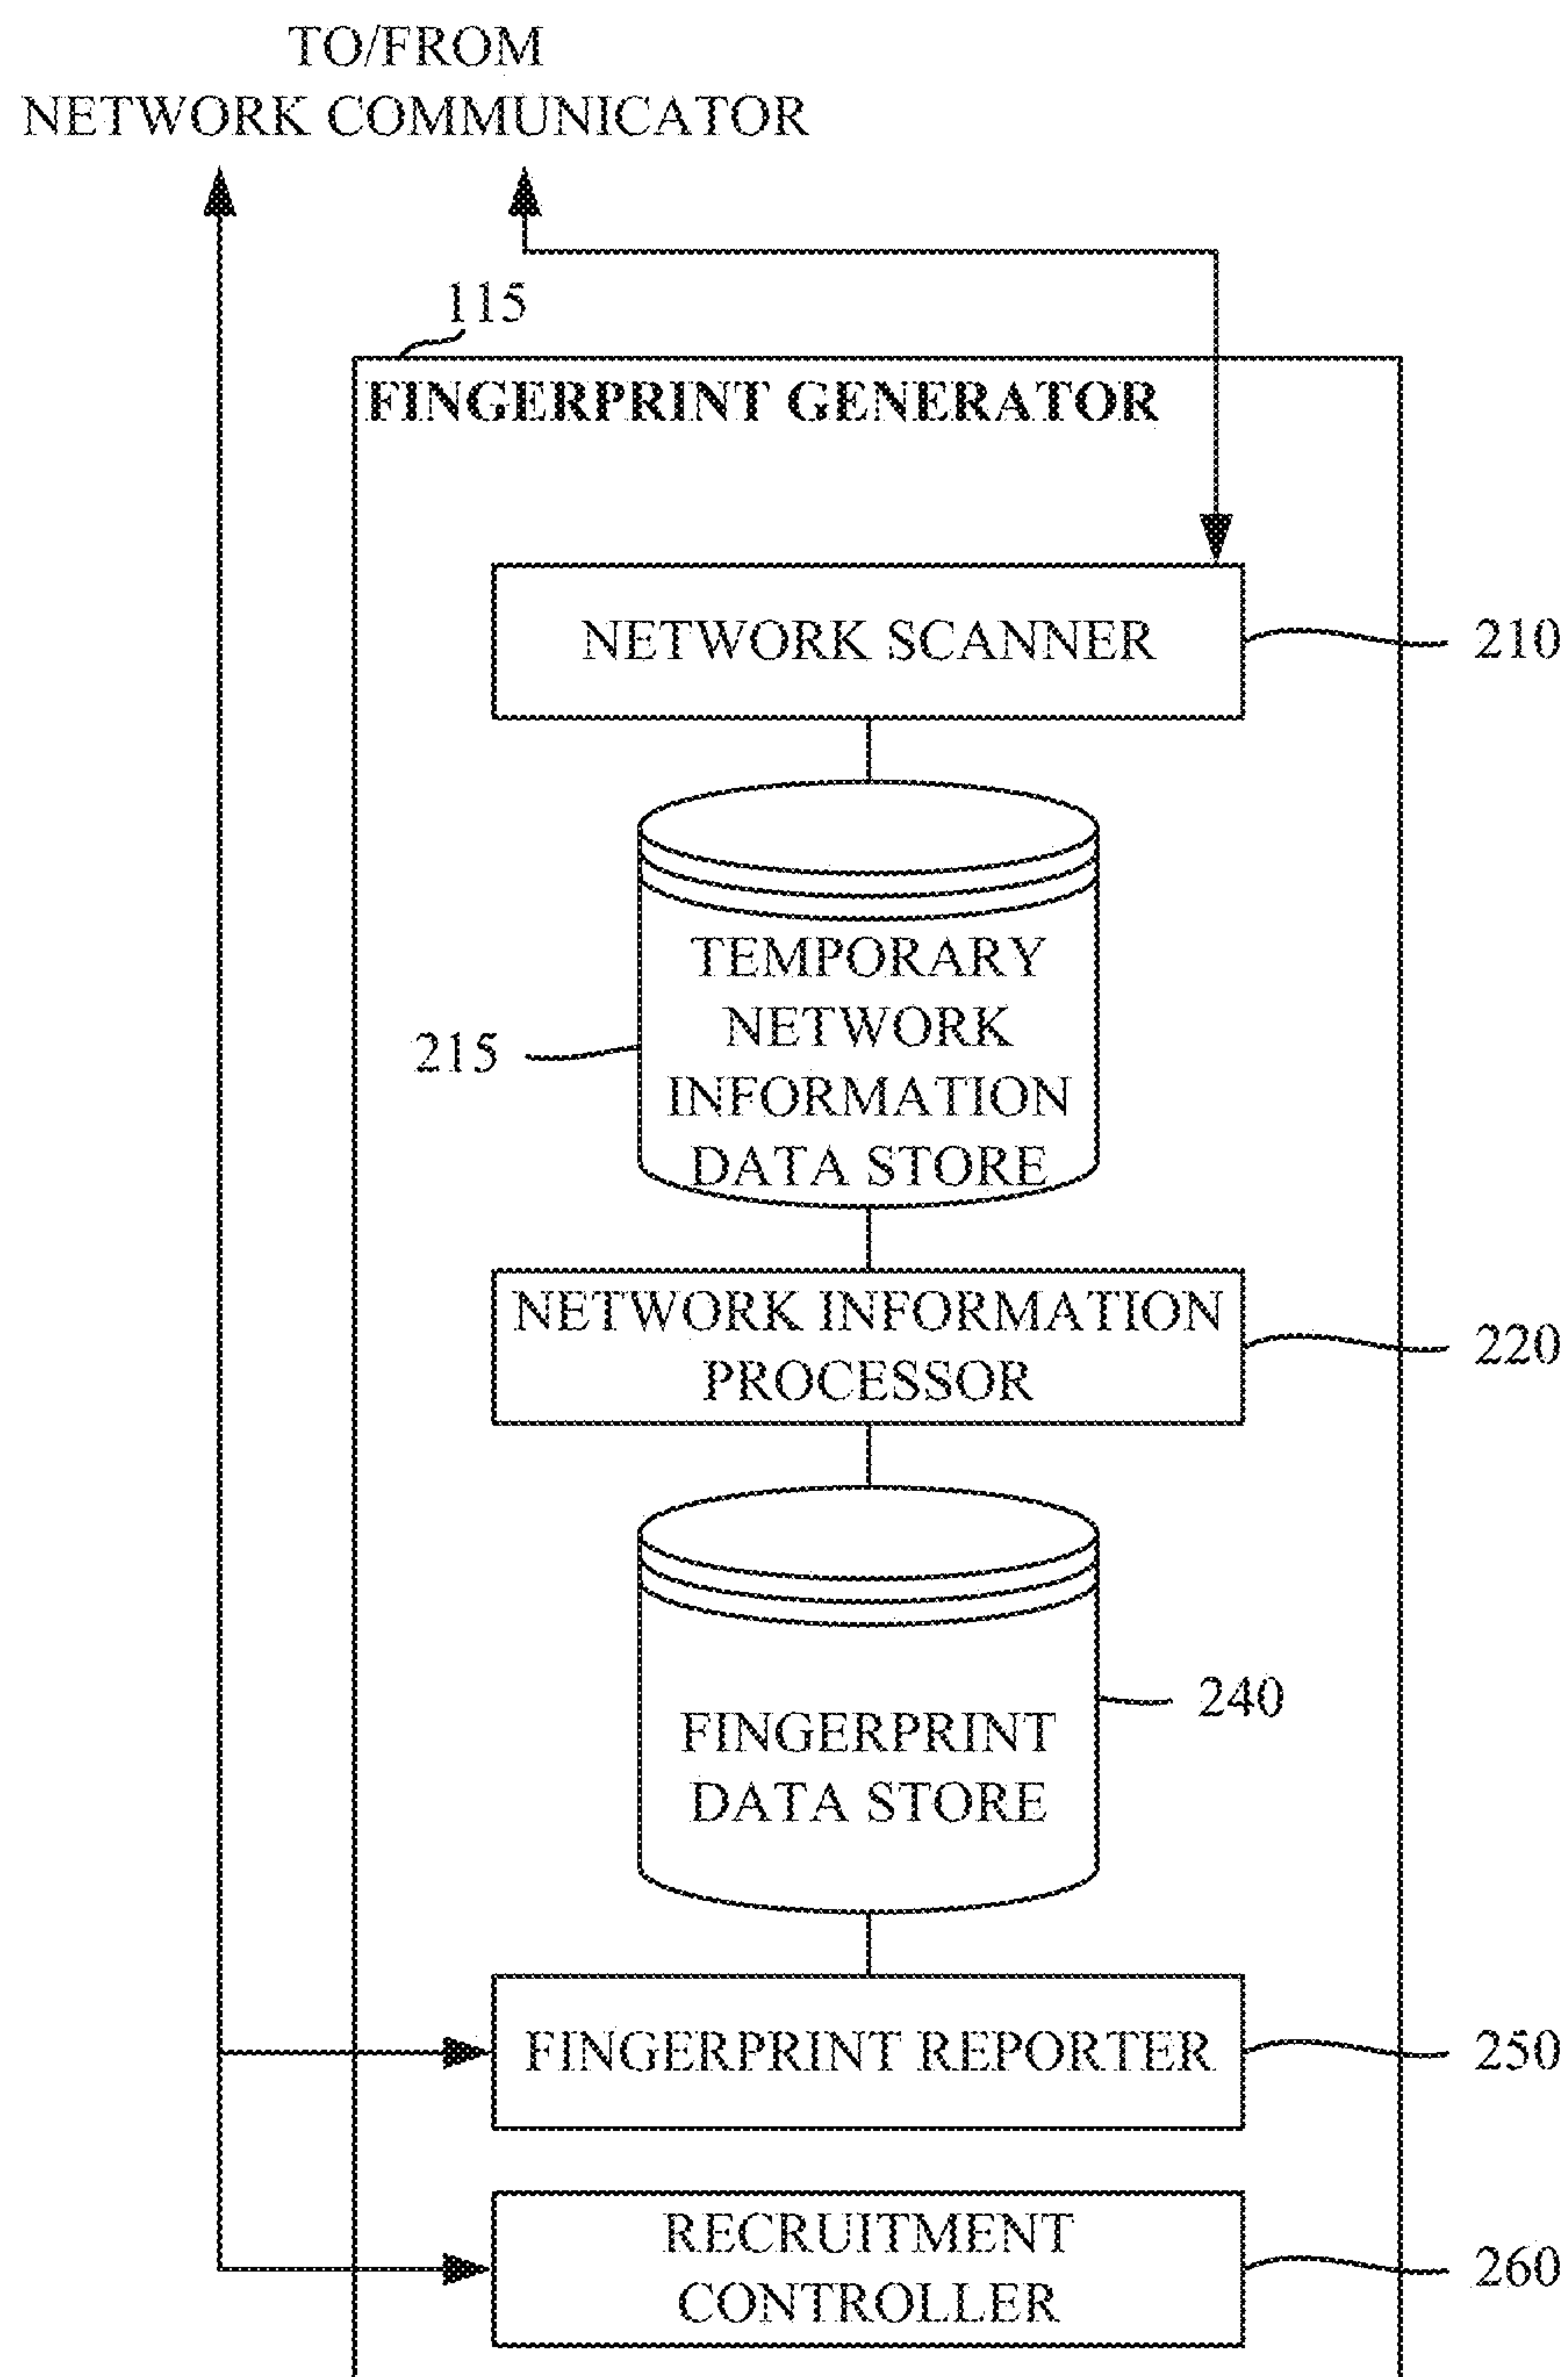 TO/FROM
NETWORK COMMUNICATOR
115
FINGERPRINT GENERATOR
NETWORK SCANNER
210
TEMPORARY
NETWORK
INFORMATION
DATA STORE
215
NETWORK INFORMATION
PROCESSOR
220
240
FINGERPRINT
DATA STORE
FINGERPRINT REPORTER
250
RECRUITMENT
CONTROLLER
260